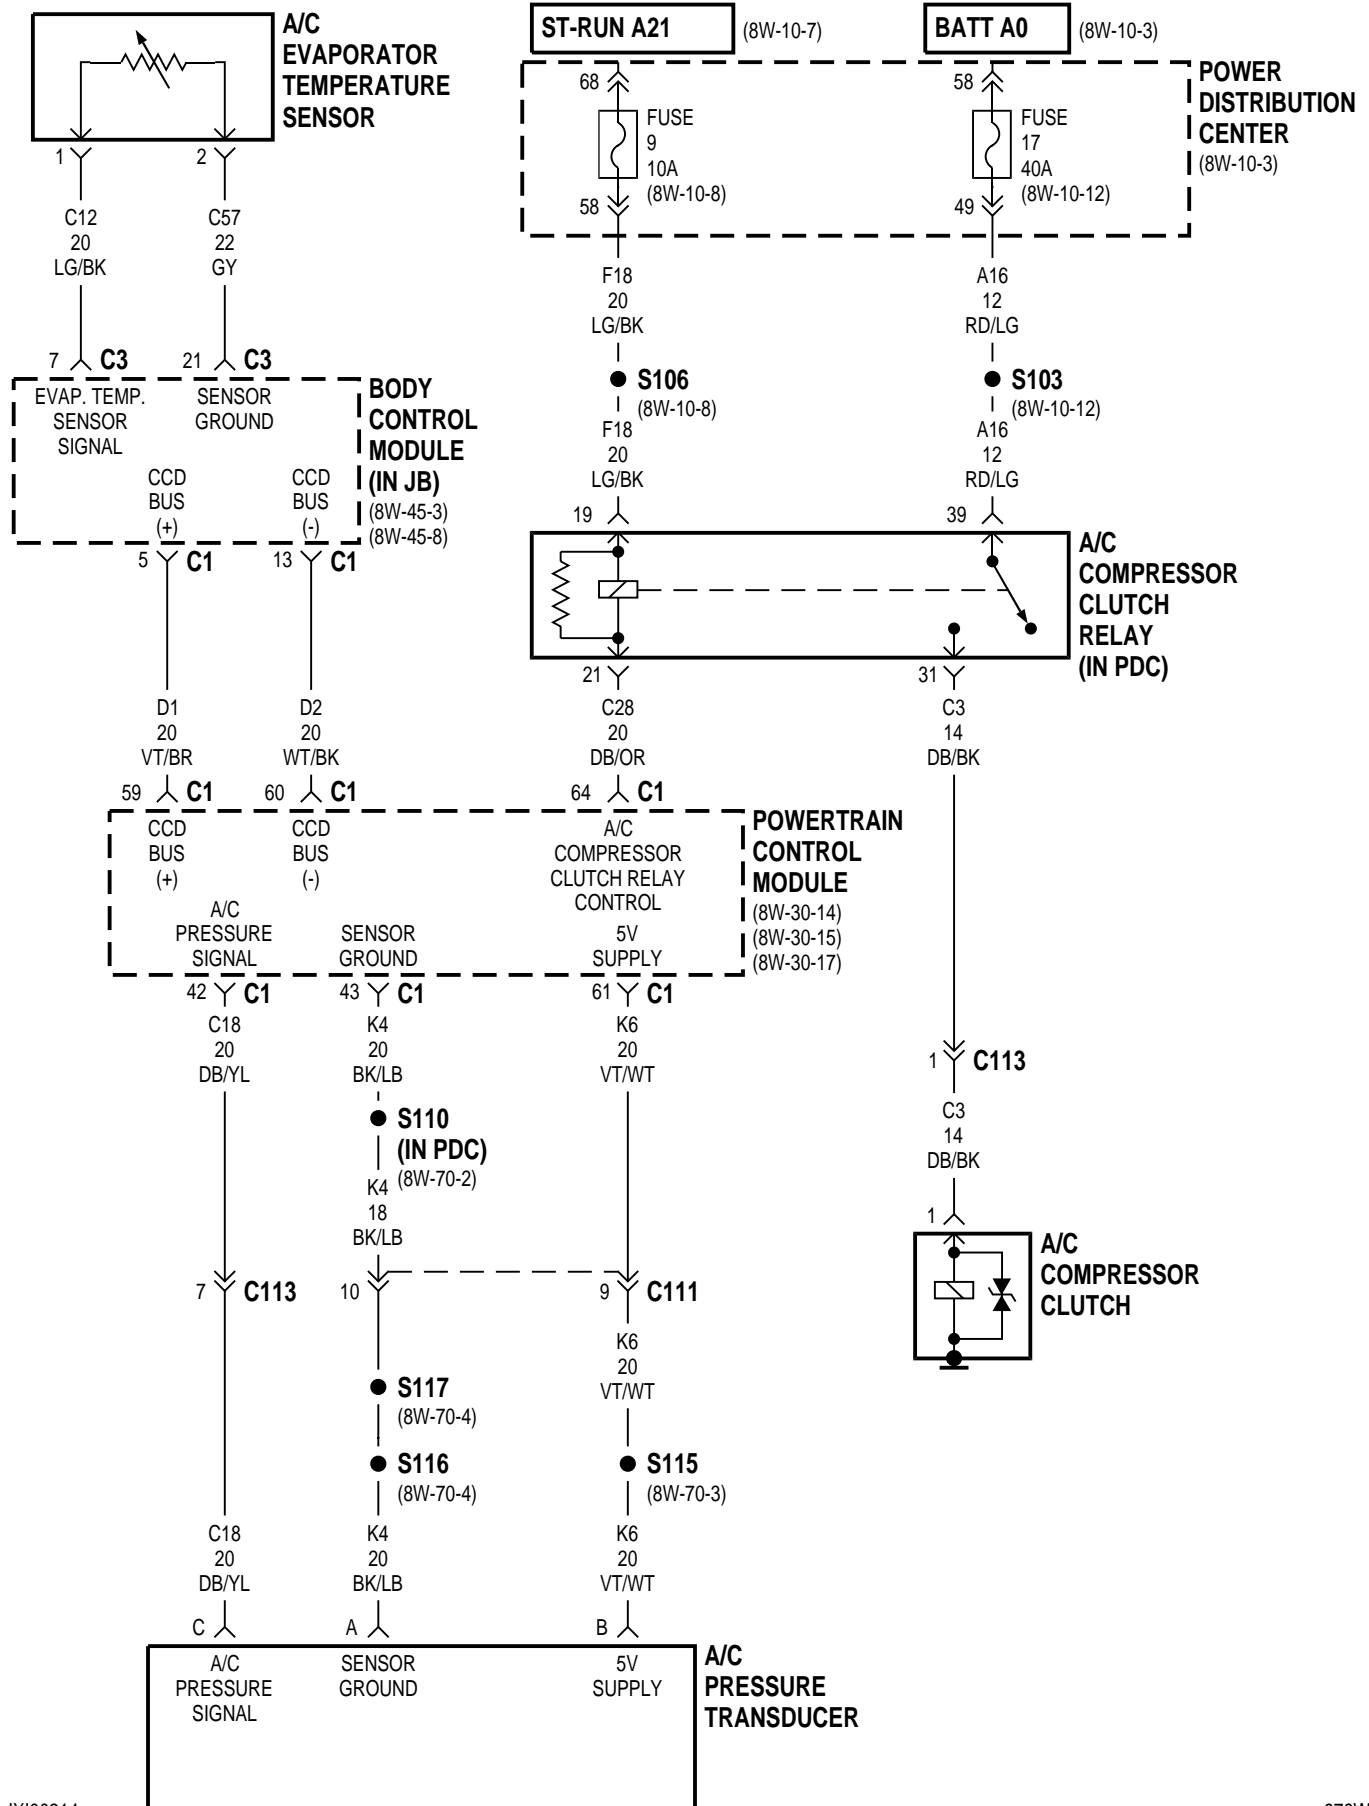 A/C
EVAPORATOR
TEMPERATURE
SENSOR
1
2
C12
20
LG/BK
C57
22
GY
7 C3
21 C3
EVAP. TEMP.
SENSOR
SIGNAL
SENSOR
GROUND
CCD
BUS
(+)
CCD
BUS
(-)
BODY
CONTROL
MODULE
(IN JB)
(8W-45-3)
(8W-45-8)
5 C1
13 C1
D1
20
VT/BR
D2
20
WT/BK
59 C1
60 C1
ST-RUN A21
(8W-10-7)
BATT A0
(8W-10-3)
POWER
DISTRIBUTION
CENTER
(8W-10-3)
68
FUSE
9
10A
(8W-10-8)
58
58
FUSE
17
40A
(8W-10-12)
49
F18
20
LG/BK
S106
(8W-10-8)
F18
20
LG/BK
19
A16
12
RD/LG
S103
(8W-10-12)
A16
12
RD/LG
39
A/C
COMPRESSOR
CLUTCH
RELAY
(IN PDC)
21
C28
20
DB/OR
64 C1
31
C3
14
DB/BK
CCD
BUS
(+)
CCD
BUS
(-)
A/C
COMPRESSOR
CLUTCH RELAY
CONTROL
A/C
PRESSURE
SIGNAL
SENSOR
GROUND
5V
SUPPLY
POWERTRAIN
CONTROL
MODULE
(8W-30-14)
(8W-30-15)
(8W-30-17)
42 C1
43 C1
61 C1
C18
20
DB/YL
K4
20
BK/LB
K6
20
VT/WT
S110
(IN PDC)
(8W-70-2)
K4
18
BK/LB
7 C113
10
9 C111
1 C113
C3
14
DB/BK
1
A/C
COMPRESSOR
CLUTCH
K6
20
VT/WT
S117
(8W-70-4)
S116
(8W-70-4)
S115
(8W-70-3)
C18
20
DB/YL
K4
20
BK/LB
K6
20
VT/WT
C
A
B
A/C
PRESSURE
SIGNAL
SENSOR
GROUND
5V
SUPPLY
A/C
PRESSURE
TRANSDUCER